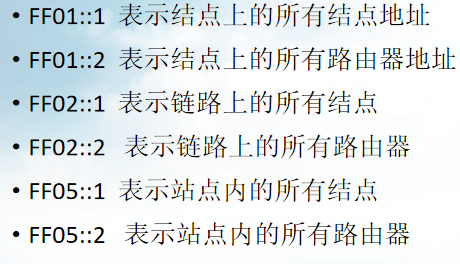 • FF01::1 表示结点上的所有结点地址
• FF01::2 表示结点上的所有路由器地址
• FF02::1 表示链路上的所有结点
• FF02::2 表示链路上的所有路由器
• FF05::1 表示站点内的所有结点
• FF05::2 表示站点内的所有路由器